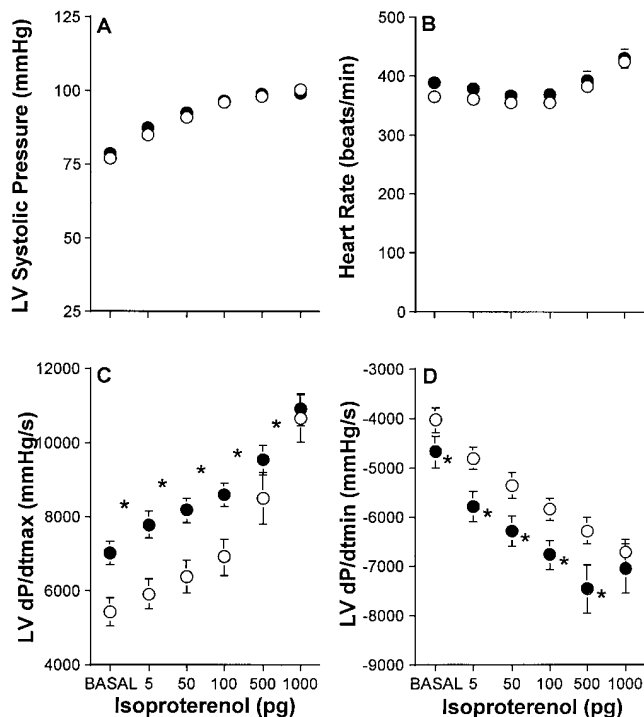 A
LV Systolic Pressure (mmHg)
125
100
75
50
25
B
Heart Rate (beats/min)
500
400
300
200
100
0
C
LV dP/dtmax (mmHg/s)
12000
10000
8000
6000
4000
* * * * *
BASAL 5 50 100 500 1000
Isoproterenol (pg)
D
LV dP/dtmin (mmHg/s)
-3000
-4000
-5000
-6000
-7000
-8000
-9000
* * * * *
BASAL 5 50 100 500 1000
Isoproterenol (pg)